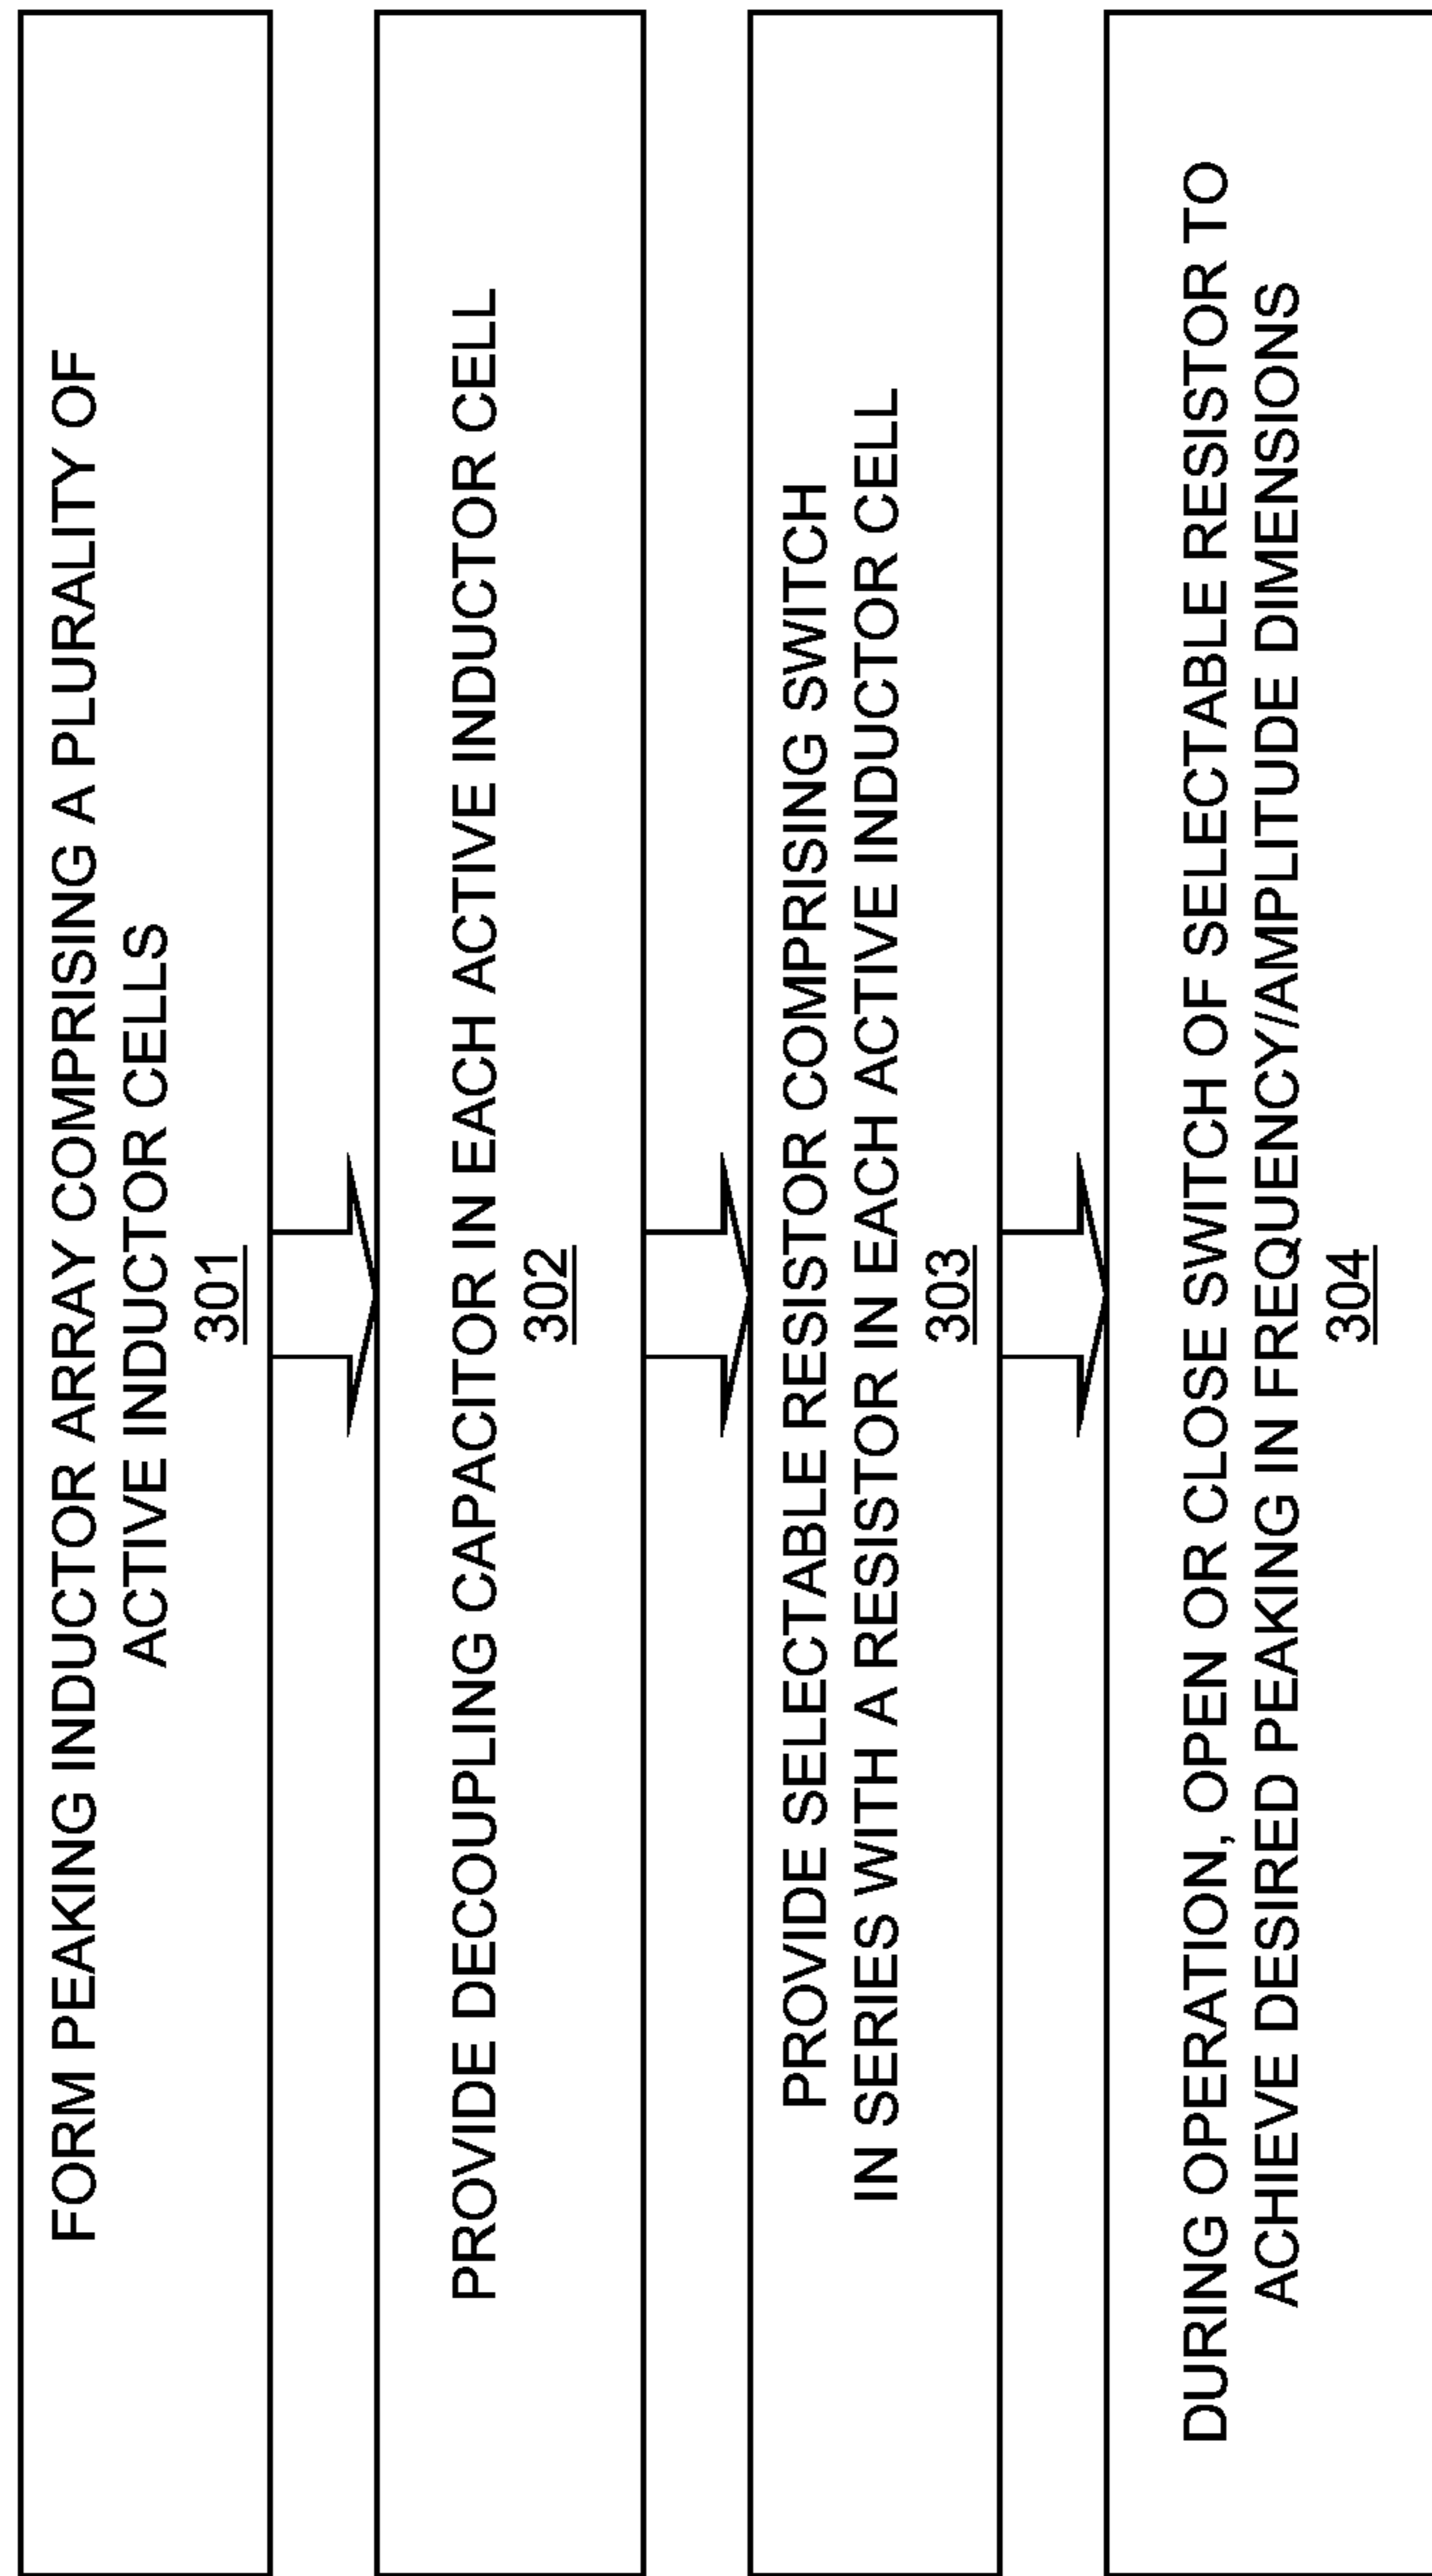 FORM PEAKING INDUCTOR ARRAY COMPRISING A PLURALITY OF
ACTIVE INDUCTOR CELLS
301
PROVIDE DECOUPLING CAPACITOR IN EACH ACTIVE INDUCTOR CELL
302
PROVIDE SELECTABLE RESISTOR COMPRISING SWITCH
IN SERIES WITH A RESISTOR IN EACH ACTIVE INDUCTOR CELL
303
DURING OPERATION, OPEN OR CLOSE SWITCH OF SELECTABLE RESISTOR TO
ACHIEVE DESIRED PEAKING IN FREQUENCY/AMPLITUDE DIMENSIONS
304